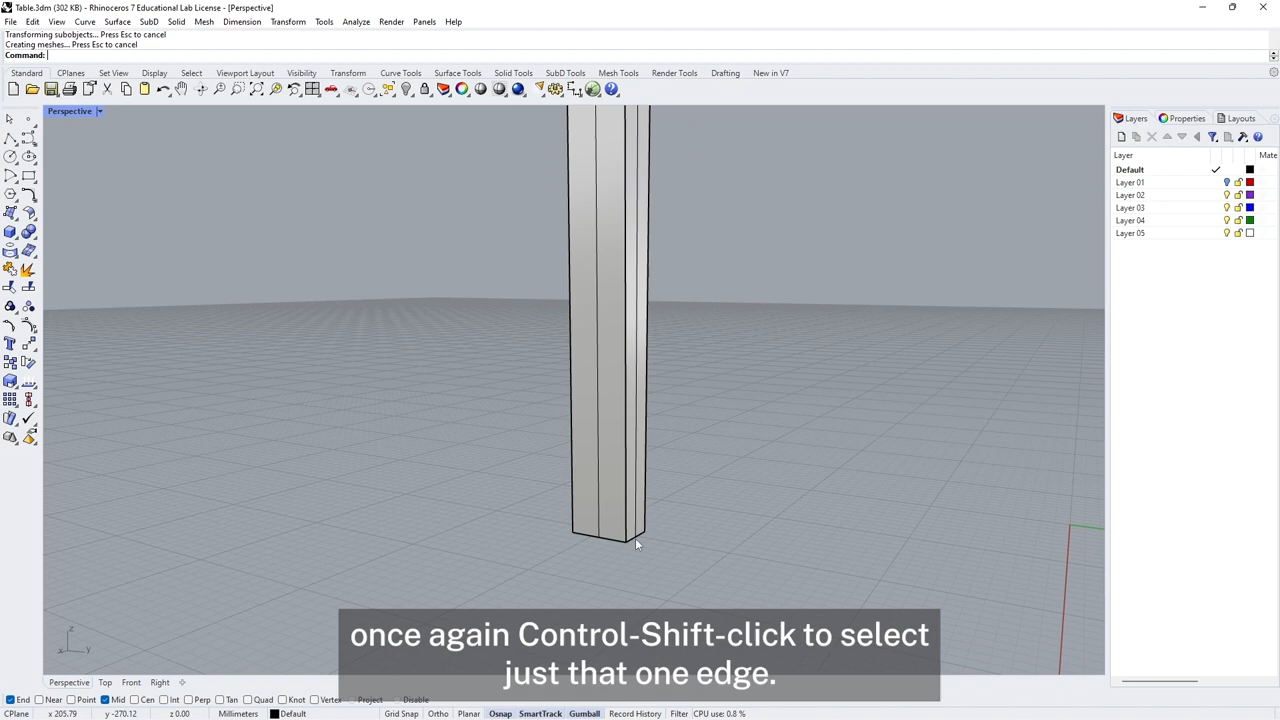 Table.3dm (302 KB) - Rhinoceros 7 Educational Lab License - [Perspective]
File Edit View Curve Surface SubD Solid Mesh Dimension Transform Tools Analyze Render Panels Help
Transforming subobjects... Press Esc to cancel
Creating meshes... Press Esc to cancel
Command:
Standard CPlanes Set View Display Select Viewport Layout Visibility Transform Curve Tools Surface Tools Solid Tools SubD Tools Mesh Tools Render Tools Drafting New in V7
Perspective
Layers Properties Layouts
Layer Mate
Default
Layer 01
Layer 02
Layer 03
Layer 04
Layer 05
z
x y
once again Control-Shift-click to select
just that one edge.
Perspective Top Front Right
End Near Point Mid Cen Int Perp Tan Quad Knot Vertex Project Disable
CPlane x 205.79 y -270.12 z 0.00 Millimeters Default Grid Snap Ortho Planar Osnap SmartTrack Gumball Record History Filter CPU use: 0.8 %